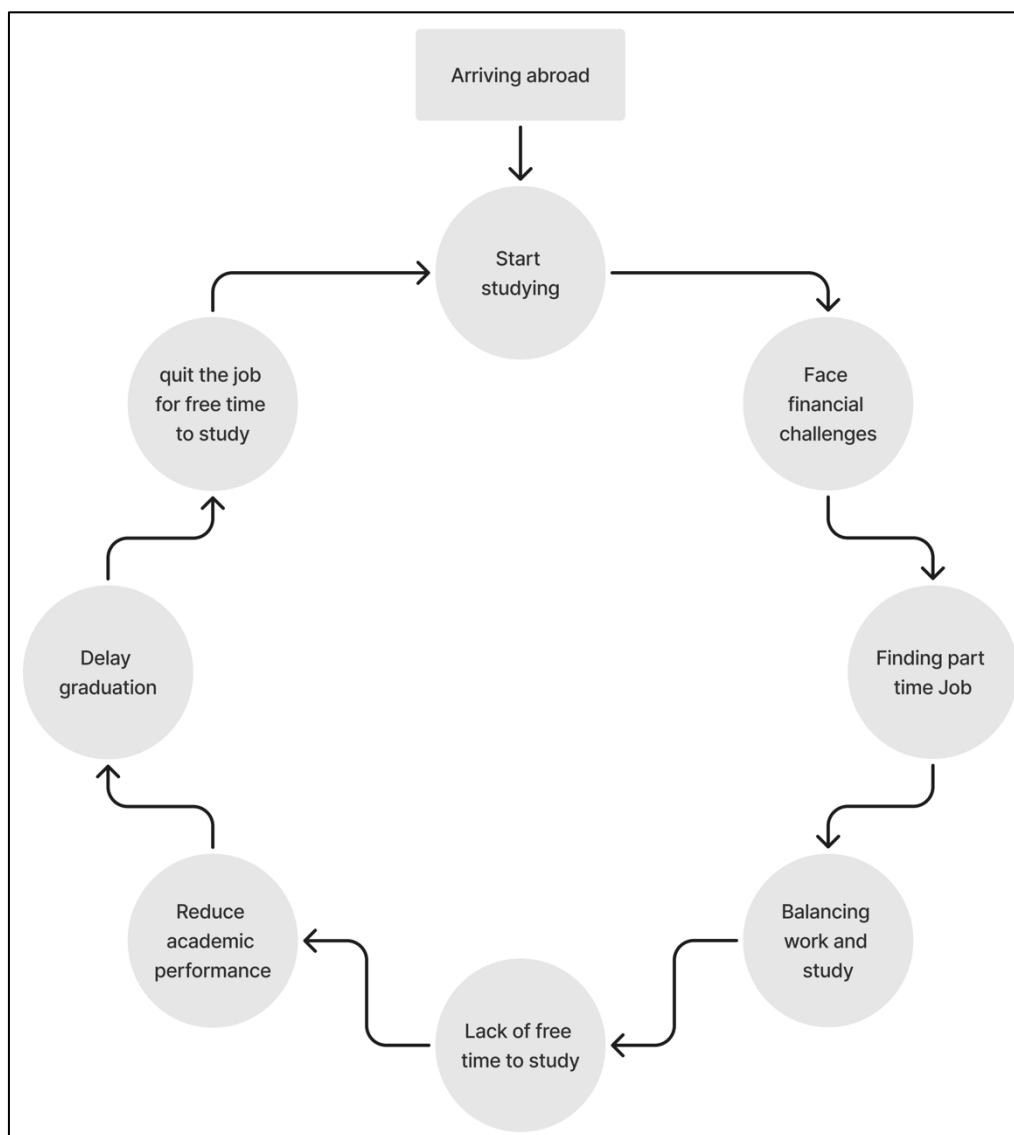 Arriving abroad
Start
studying
Face
financial
challenges
Finding part
time Job
Balancing
work and
study
Lack of free
time to study
Reduce
academic
performance
Delay
graduation
quit the job
for free time
to study